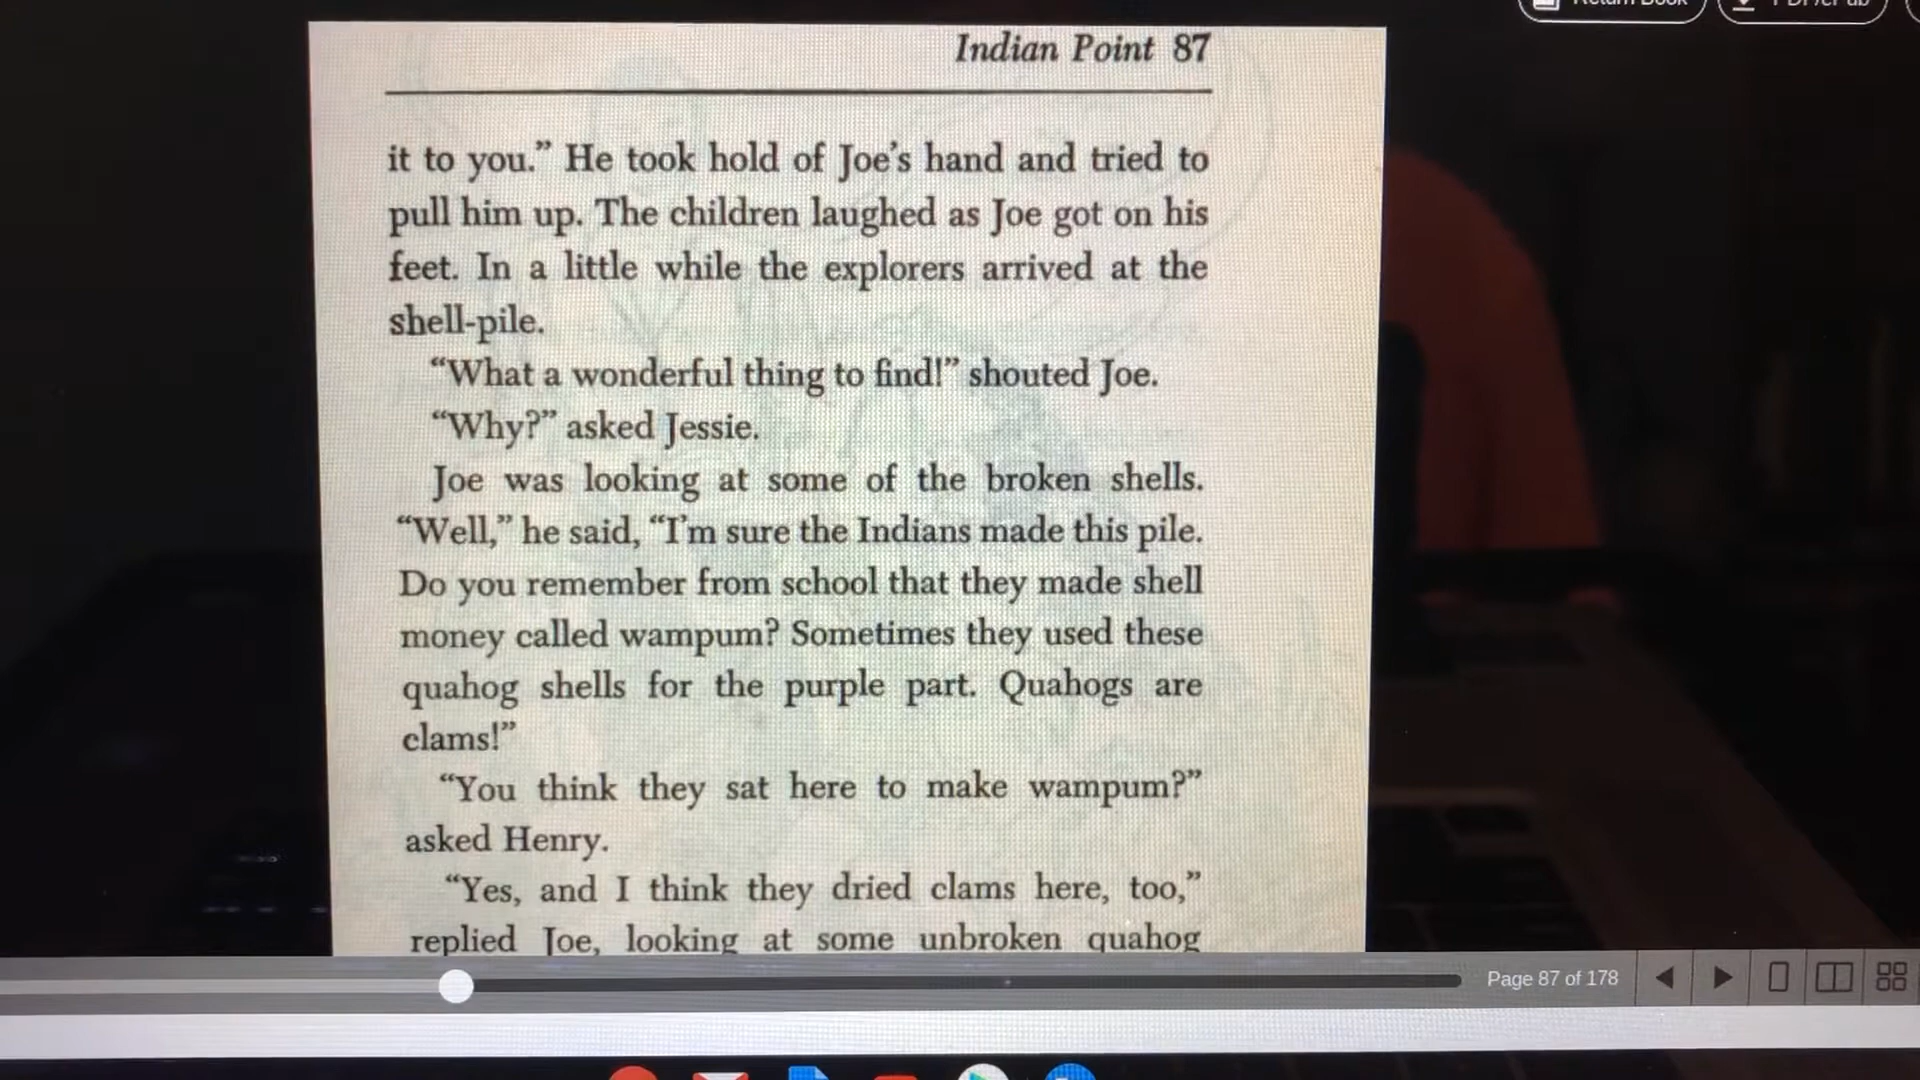 Indian Point 87
it to you.” He took hold of Joe’s hand and tried to
pull him up. The children laughed as Joe got on his
feet. In a little while the explorers arrived at the
shell-pile.
“What a wonderful thing to find!” shouted Joe.
“Why?” asked Jessie.
Joe was looking at some of the broken shells.
“Well,” he said, “I’m sure the Indians made this pile.
Do you remember from school that they made shell
money called wampum? Sometimes they used these
quahog shells for the purple part. Quahogs are
clams!”
“You think they sat here to make wampum?”
asked Henry.
“Yes, and I think they dried clams here, too,”
replied Joe, looking at some unbroken quahog
Page 87 of 178